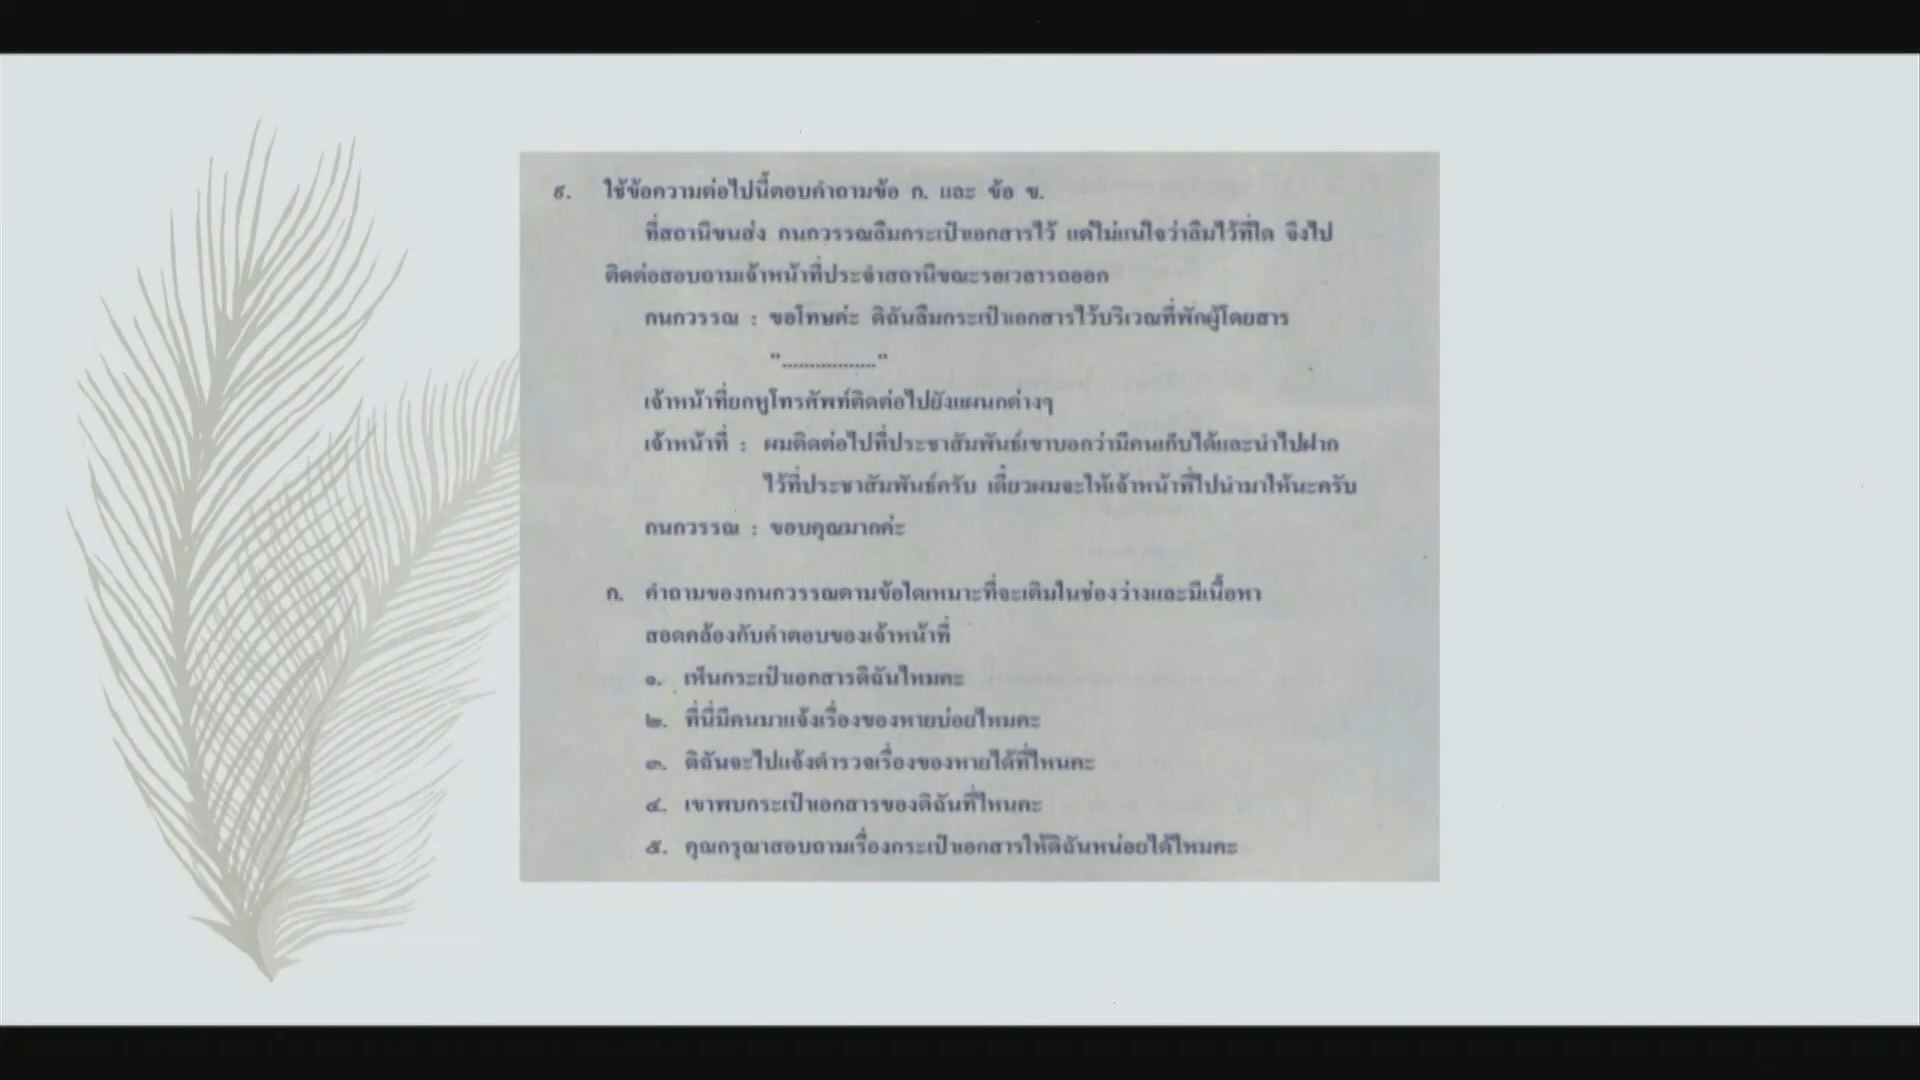 ๙. ใช้ข้อความต่อไปนี้ตอบคำถามข้อ ก. และ ข้อ ข.
ที่สถานีขนส่ง กนกวรรณลืมกระเป๋าเอกสารไว้ แต่ไม่แน่ใจว่าลืมไว้ที่ใด จึงไป
ติดต่อสอบถามเจ้าหน้าที่ประจำสถานีขณะรอเวลารถออก
กนกวรรณ : ขอโทษค่ะ ดิฉันลืมกระเป๋าเอกสารไว้บริเวณที่พักผู้โดยสาร
"................."
เจ้าหน้าที่ยกหูโทรศัพท์ติดต่อไปยังแผนกต่างๆ
เจ้าหน้าที่ : ผมติดต่อไปที่ประชาสัมพันธ์เขาบอกว่ามีคนเก็บได้และนำไปฝาก
ไว้ที่ประชาสัมพันธ์ครับ เดี๋ยวผมจะให้เจ้าหน้าที่ไปนำมาให้นะครับ
กนกวรรณ : ขอบคุณมากค่ะ
ก. คำถามของกนกวรรณตามข้อใดเหมาะที่จะเติมในช่องว่างและมีเนื้อหา
สอดคล้องกับคำตอบของเจ้าหน้าที่
๑. เห็นกระเป๋าเอกสารดิฉันไหมคะ
๒. ที่นี่มีคนมาแจ้งเรื่องของหายบ่อยไหมคะ
๓. ดิฉันจะไปแจ้งตำรวจเรื่องของหายได้ที่ไหนคะ
๔. เขาพบกระเป๋าเอกสารของดิฉันที่ไหนคะ
๕. คุณกรุณาสอบถามเรื่องกระเป๋าเอกสารให้ดิฉันหน่อยได้ไหมคะ